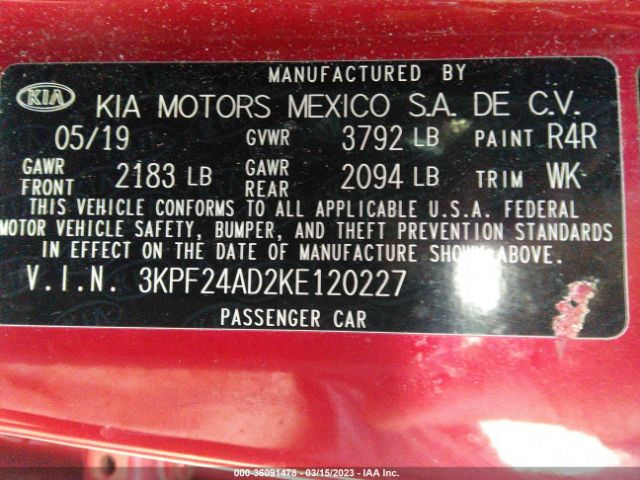 MANUFACTURED BY
KIA KIA MOTORS MEXICO S.A. DE C.V.
05/19 GVWR 3792 LB PAINT R4R
GAWR FRONT 2183 LB GAWR REAR 2094 LB TRIM WK
THIS VEHICLE CONFORMS TO ALL APPLICABLE U.S.A. FEDERAL
MOTOR VEHICLE SAFETY, BUMPER, AND THEFT PREVENTION STANDARDS
IN EFFECT ON THE DATE OF MANUFACTURE SHOWN ABOVE.
V.I.N. 3KPF24AD2KE120227
PASSENGER CAR
000-36091478 - 03/15/2023 - IAA Inc.